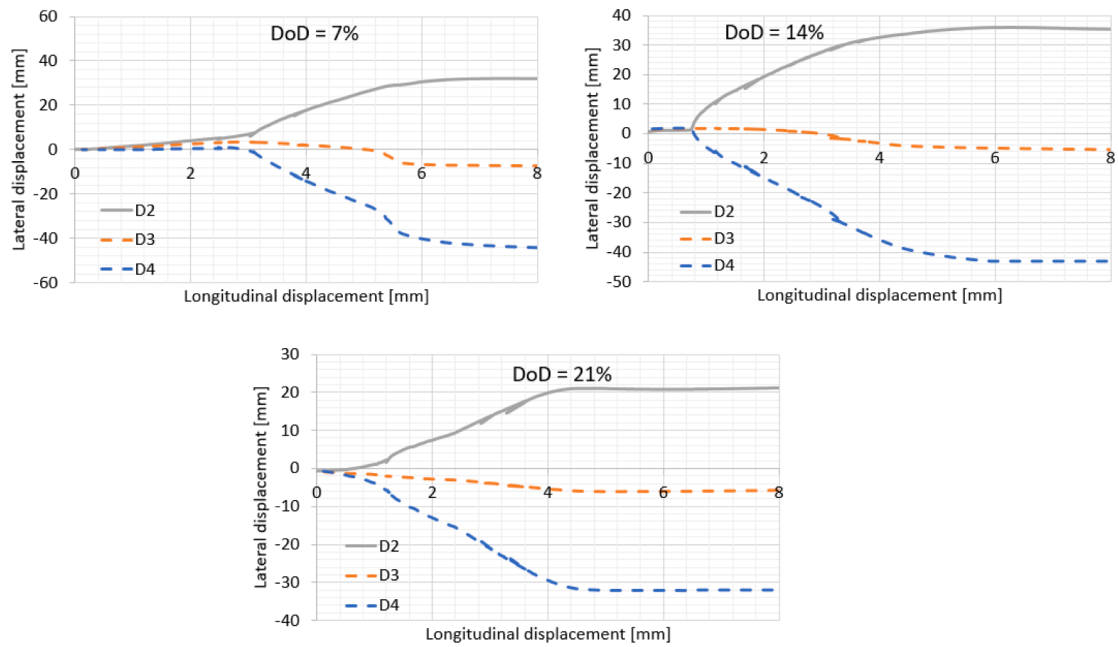 DoD = 7%
Lateral displacement [mm]
60
40
20
0
-20
-40
-60
0
2
4
6
8
D2
D3
D4
Longitudinal displacement [mm]
DoD = 14%
Lateral displacement [mm]
40
30
20
10
0
-10
-20
-30
-40
-50
0
2
4
6
8
D2
D3
D4
Longitudinal displacement [mm]
DoD = 21%
Lateral displacement [mm]
30
20
10
0
-10
-20
-30
-40
0
2
4
6
8
D2
D3
D4
Longitudinal displacement [mm]